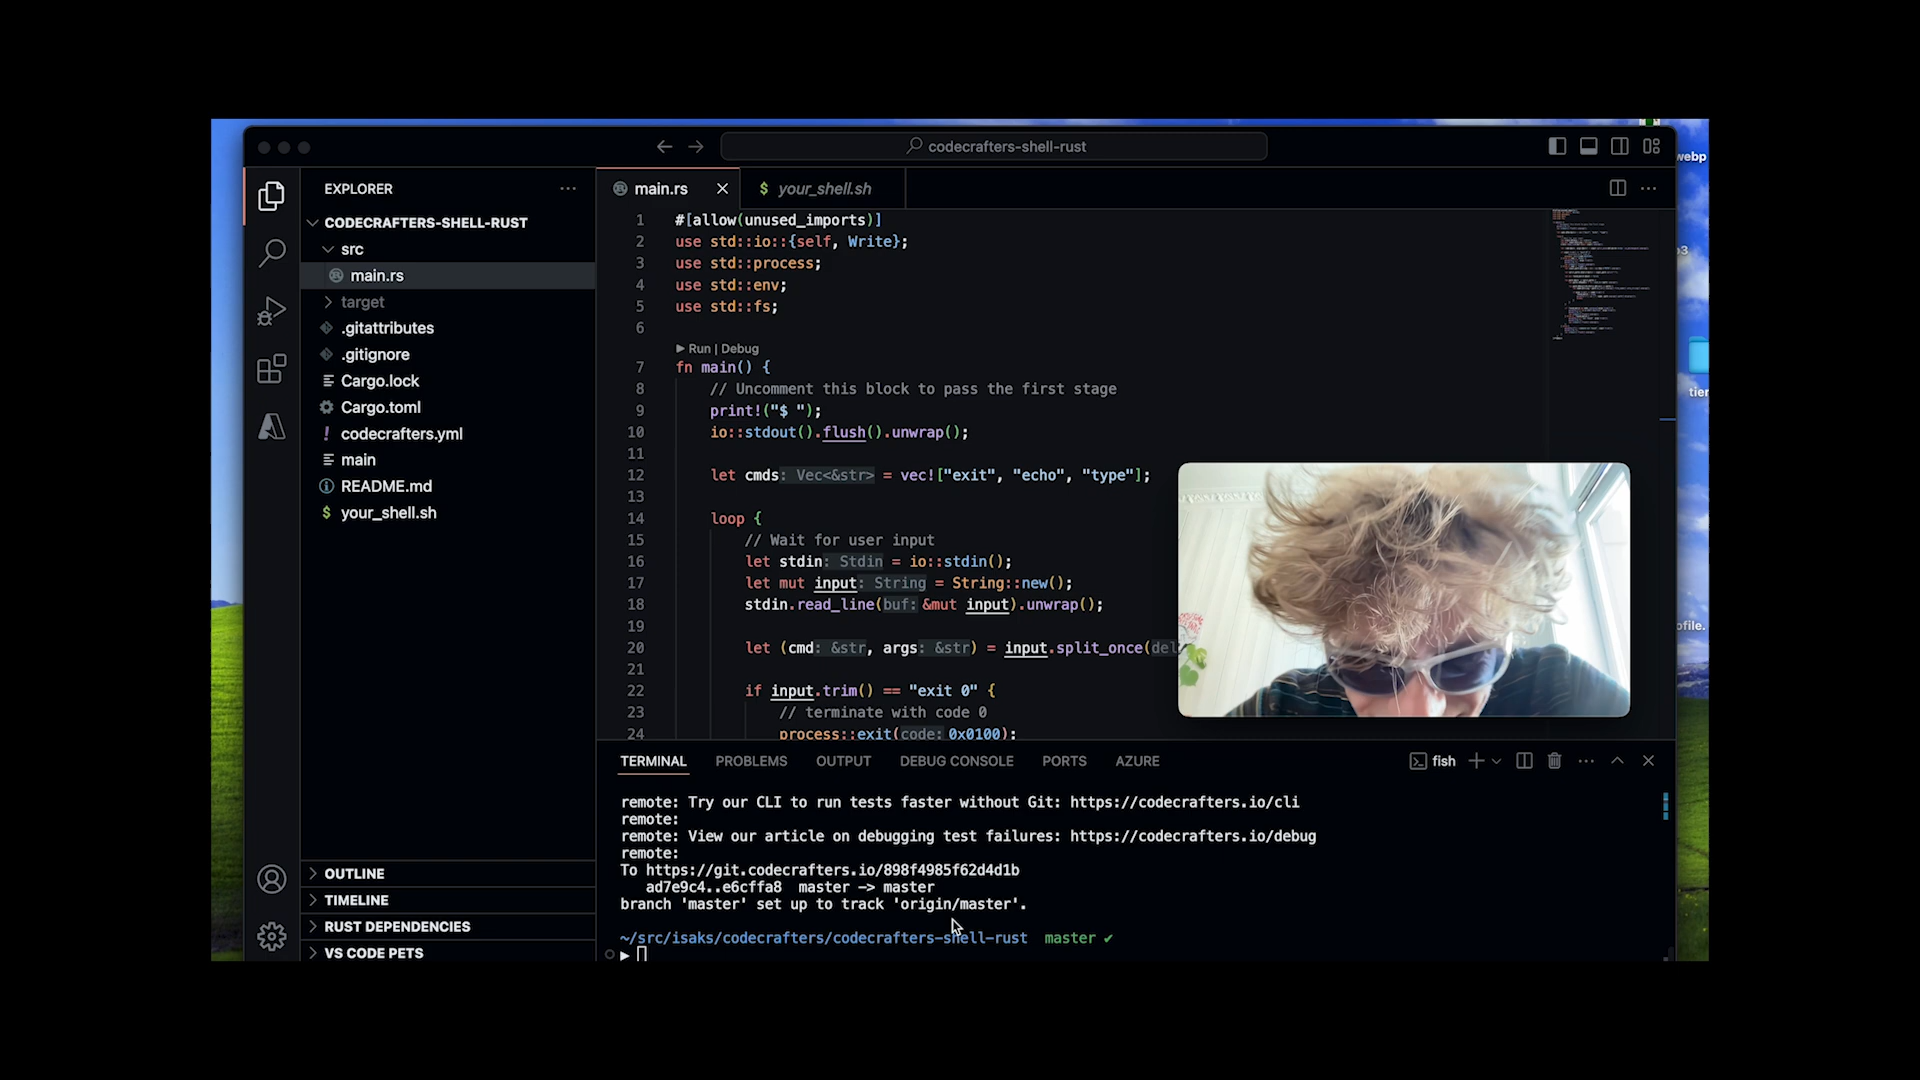 codecrafters-shell-rust
webp
EXPLORER
main.rs
your_shell.sh
CODECRAFTERS-SHELL-RUST
src
main.rs
target
.gitattributes
.gitignore
Cargo.lock
Cargo.toml
codecrafters.yml
main
README.md
your_shell.sh
OUTLINE
TIMELINE
RUST DEPENDENCIES
VS CODE PETS
1 #[allow(unused_imports)]
2 use std::io::{self, Write};
3 use std::process;
4 use std::env;
5 use std::fs;
6
Run | Debug
7 fn main() {
8 // Uncomment this block to pass the first stage
9 print!("$ ");
10 io::stdout().flush().unwrap();
11
12 let cmds: Vec<&str> = vec!["exit", "echo", "type"];
13
14 loop {
15 // Wait for user input
16 let stdin: Stdin = io::stdin();
17 let mut input: String = String::new();
18 stdin.read_line(buf: &mut input).unwrap();
19
20 let (cmd: &str, args: &str) = input.split_once(del
21
22 if input.trim() == "exit 0" {
23 // terminate with code 0
24 process::exit(code: 0x0100);
p3
tier
ofile.
TERMINAL PROBLEMS OUTPUT DEBUG CONSOLE PORTS AZURE fish
remote: Try our CLI to run tests faster without Git: https://codecrafters.io/cli
remote:
remote: View our article on debugging test failures: https://codecrafters.io/debug
remote:
To https://git.codecrafters.io/898f4985f62d4d1b
ad7e9c4..e6cffa8 master -> master
branch 'master' set up to track 'origin/master'.
~/src/isaks/codecrafters/codecrafters-shell-rust master ✔